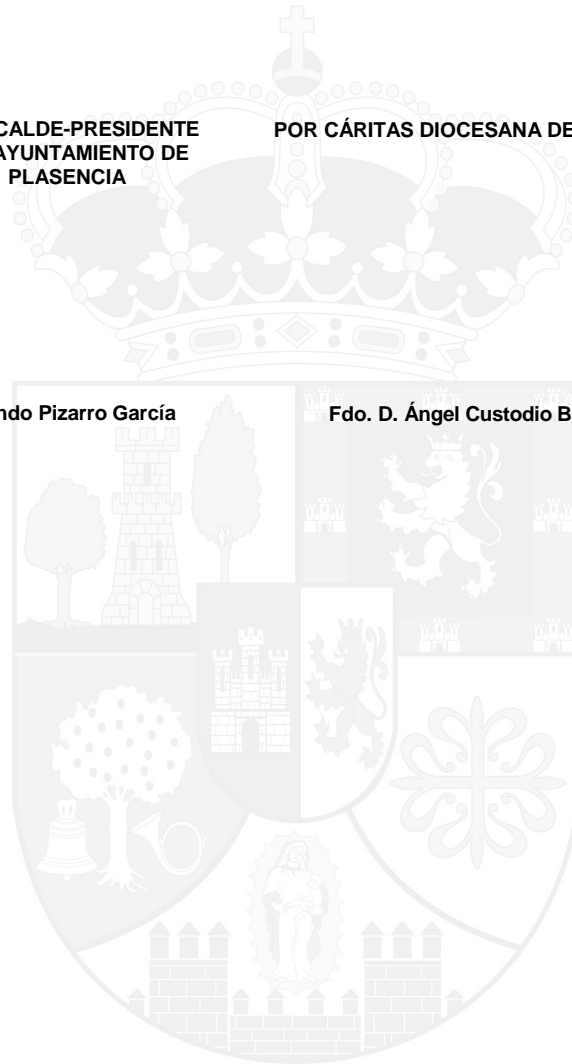 CALDE-PRESIDENTE
AYUNTAMIENTO DE
PLASENCIA
POR CÁRITAS DIOCESANA DE
ndo Pizarro García
Fdo. D. Ángel Custodio B